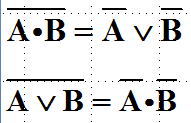 A̅•̅B̅ = A̅ ∨ B̅
A̅ ̅∨̅ ̅B̅ = A̅•B̅